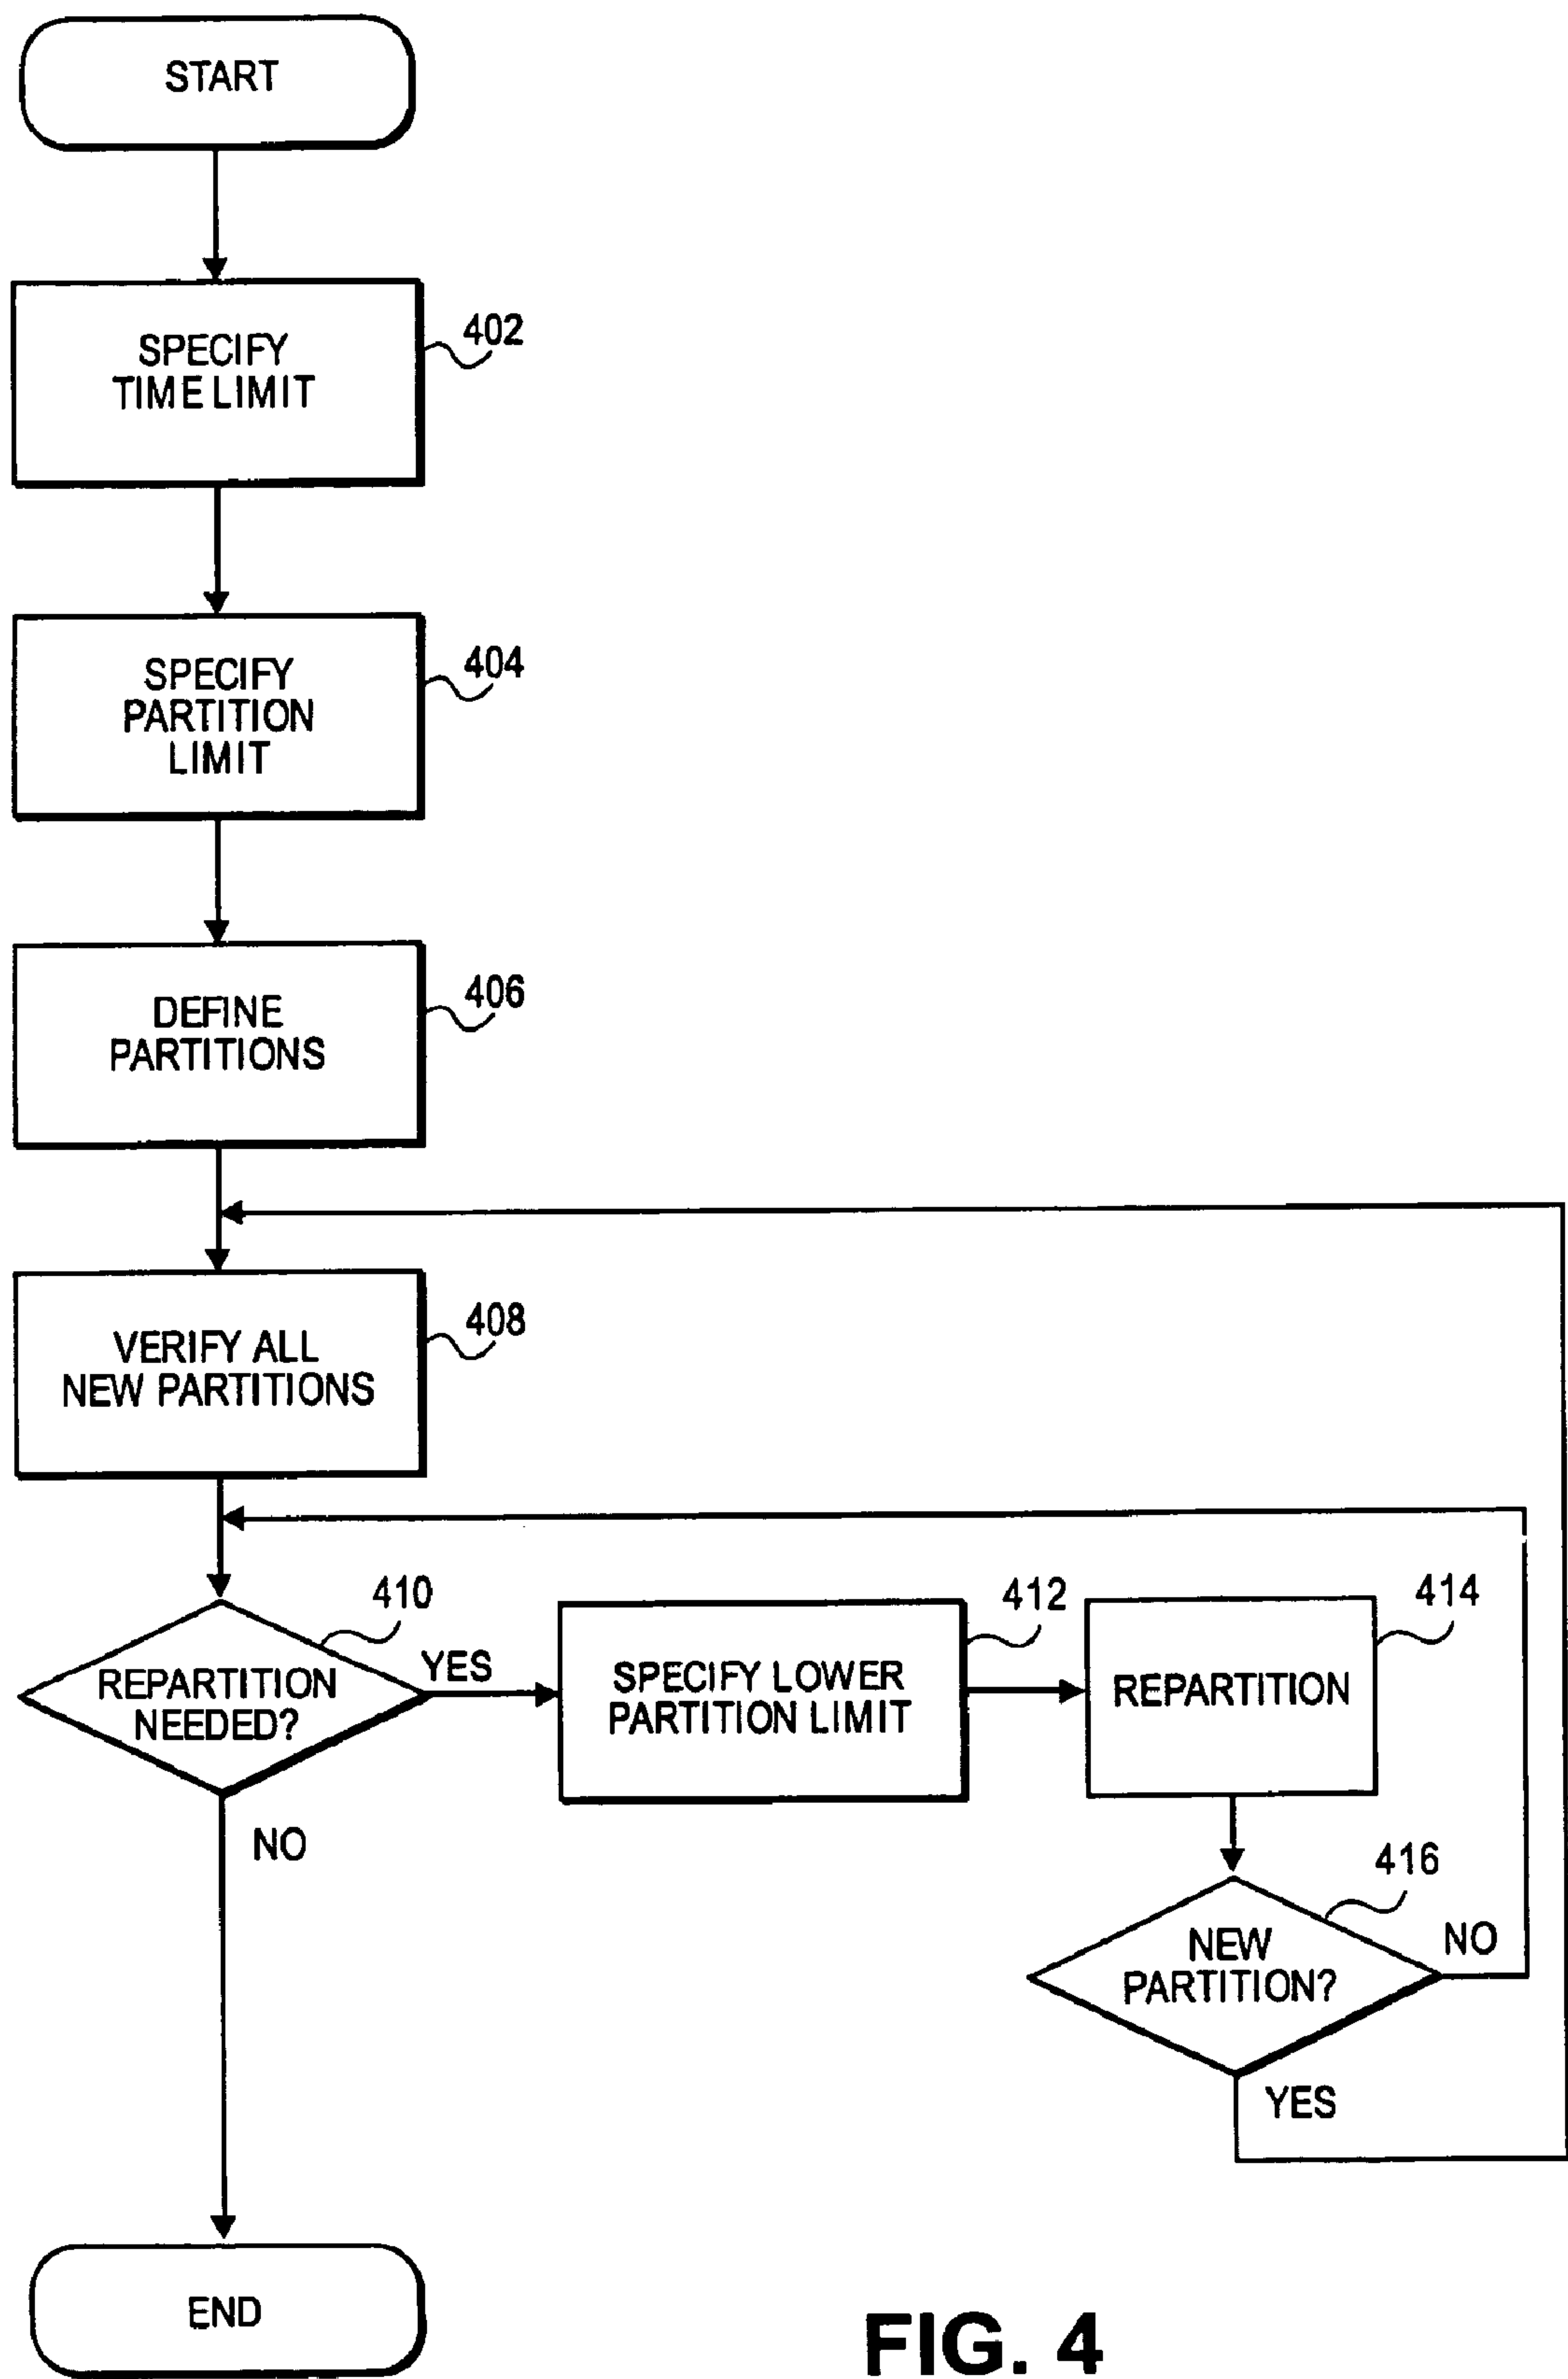 START
402
SPECIFY
TIME LIMIT
404
SPECIFY
PARTITION
LIMIT
406
DEFINE
PARTITIONS
408
VERIFY ALL
NEW PARTITIONS
410
REPARTITION
NEEDED?
YES
NO
412
SPECIFY LOWER
PARTITION LIMIT
414
REPARTITION
416
NEW
PARTITION?
NO
YES
END
FIG. 4